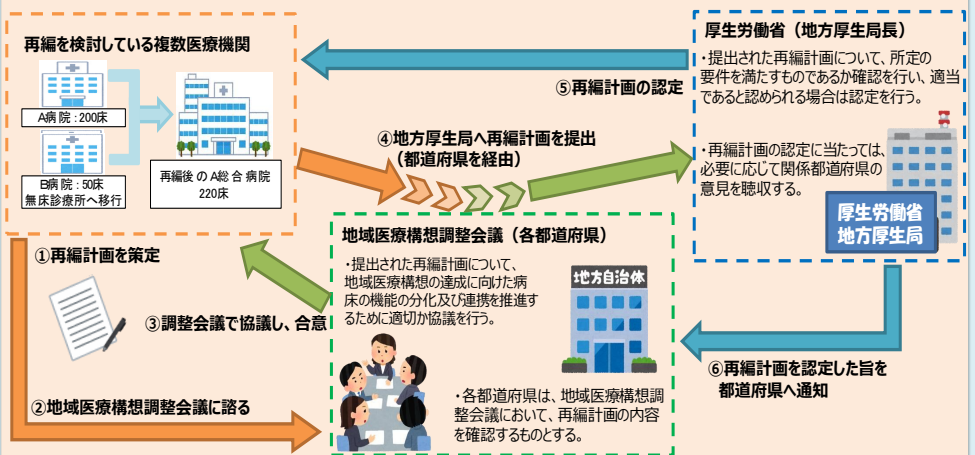 再編を検討している複数医療機関
A病院:200床
B病院:50床
無床診療所へ移行
再編後のA総合病院
220床
①再編計画を策定
②地域医療構想調整会議に諮る
③調整会議で協議し、合意
④地方厚生局へ再編計画を提出
（都道府県を経由）
⑤再編計画の認定
地域医療構想調整会議（各都道府県）
・提出された再編計画について、
地域医療構想の達成に向けた病
床の機能の分化及び連携を推進す
るために適切か協議を行う。
地方自治体
・各都道府県は、地域医療構想調
整会議において、再編計画の内容
を確認するものとする。
厚生労働省（地方厚生局長）
・提出された再編計画について、所定の
要件を満たすものであるか確認を行い、適当
であると認められる場合は認定を行う。
・再編計画の認定に当たっては、
必要に応じて関係都道府県の
意見を聴収する。
厚生労働省
地方厚生局
⑥再編計画を認定した旨を
都道府県へ通知